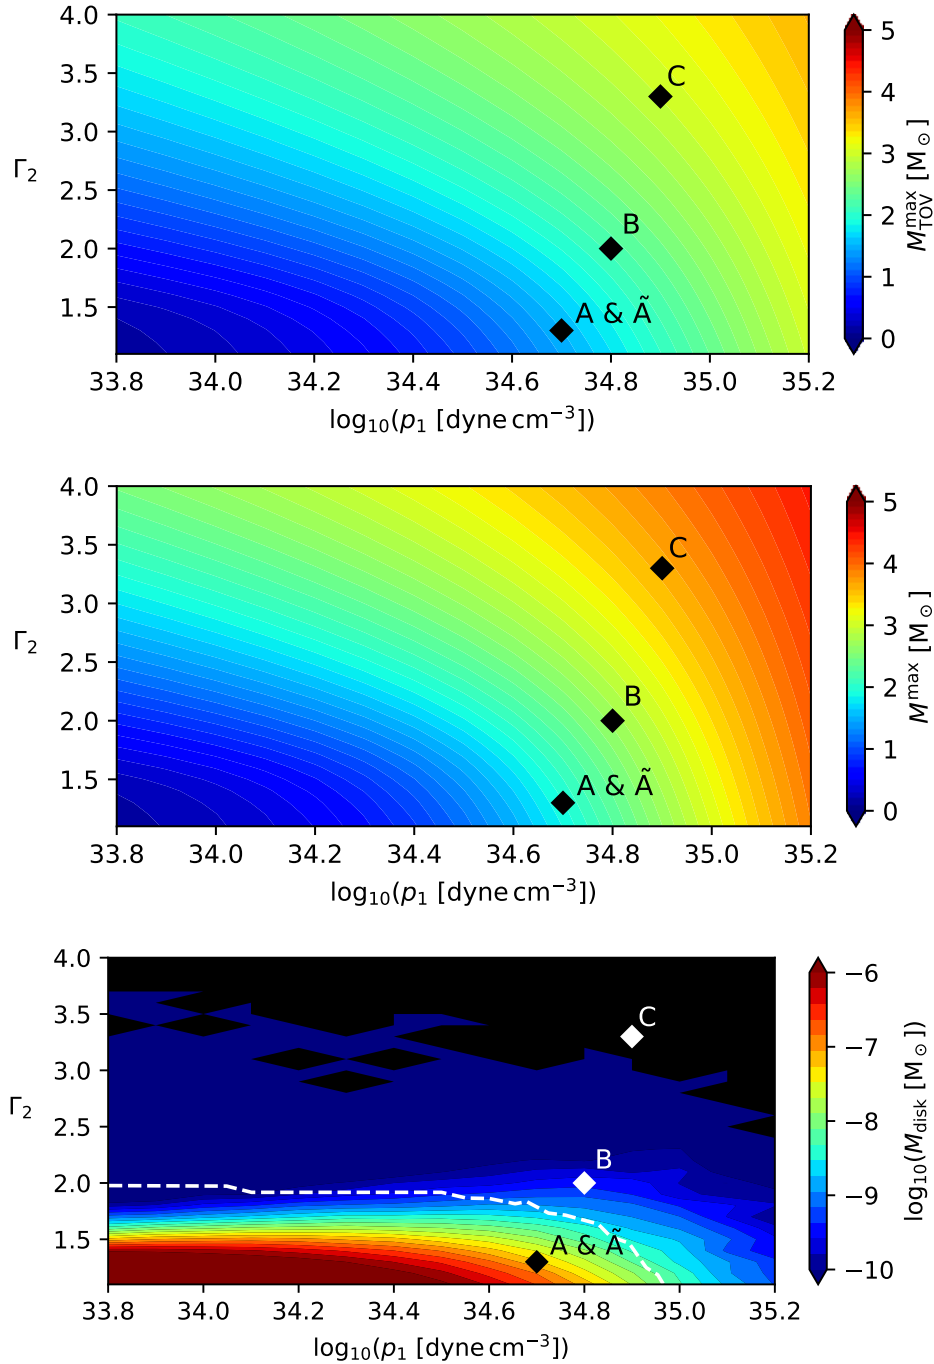 4.0
3.5
3.0
2.5
2.0
1.5
Γ₂
C
B
A & Ã
33.8 34.0 34.2 34.4 34.6 34.8 35.0 35.2
log₁₀(p₁ [dyne cm⁻³])
5
4
3
2
1
0
M_TOV^max [M⊙]
4.0
3.5
3.0
2.5
2.0
1.5
Γ₂
C
B
A & Ã
33.8 34.0 34.2 34.4 34.6 34.8 35.0 35.2
log₁₀(p₁ [dyne cm⁻³])
5
4
3
2
1
0
M^max [M⊙]
4.0
3.5
3.0
2.5
2.0
1.5
Γ₂
C
B
A & Ã
33.8 34.0 34.2 34.4 34.6 34.8 35.0 35.2
log₁₀(p₁ [dyne cm⁻³])
−6
−7
−8
−9
−10
log₁₀(M_disk [M⊙])